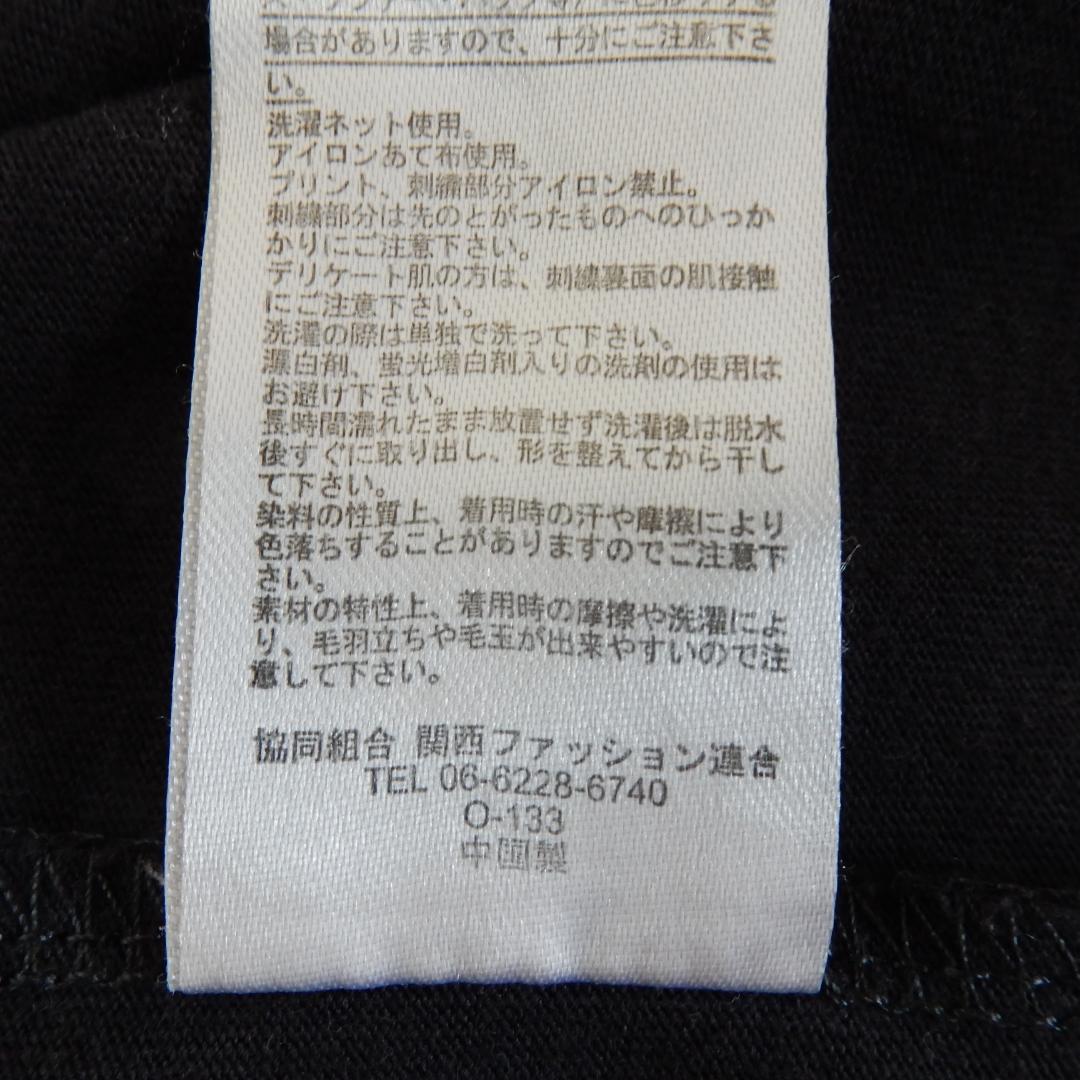 場合がありますので、十分にご注意下さ
い。
洗濯ネット使用。
アイロンあて布使用。
プリント、刺繍部分アイロン禁止。
刺繍部分は先のとがったものへのひっか
かりにご注意下さい。
デリケート肌の方は、刺繍裏面の肌接触
にご注意下さい。
洗濯の際は単独で洗って下さい。
漂白剤、蛍光増白剤入りの洗剤の使用は
お避け下さい。
長時間濡れたまま放置せず洗濯後は脱水
後すぐに取り出し、形を整えてから干し
て下さい。
染料の性質上、着用時の汗や摩擦により
色落ちすることがありますのでご注意下
さい。
素材の特性上、着用時の摩擦や洗濯によ
り、毛羽立ちや毛玉が出来やすいので注
意して下さい。
協同組合 関西ファッション連合
TEL 06-6228-6740
O-133
中国製